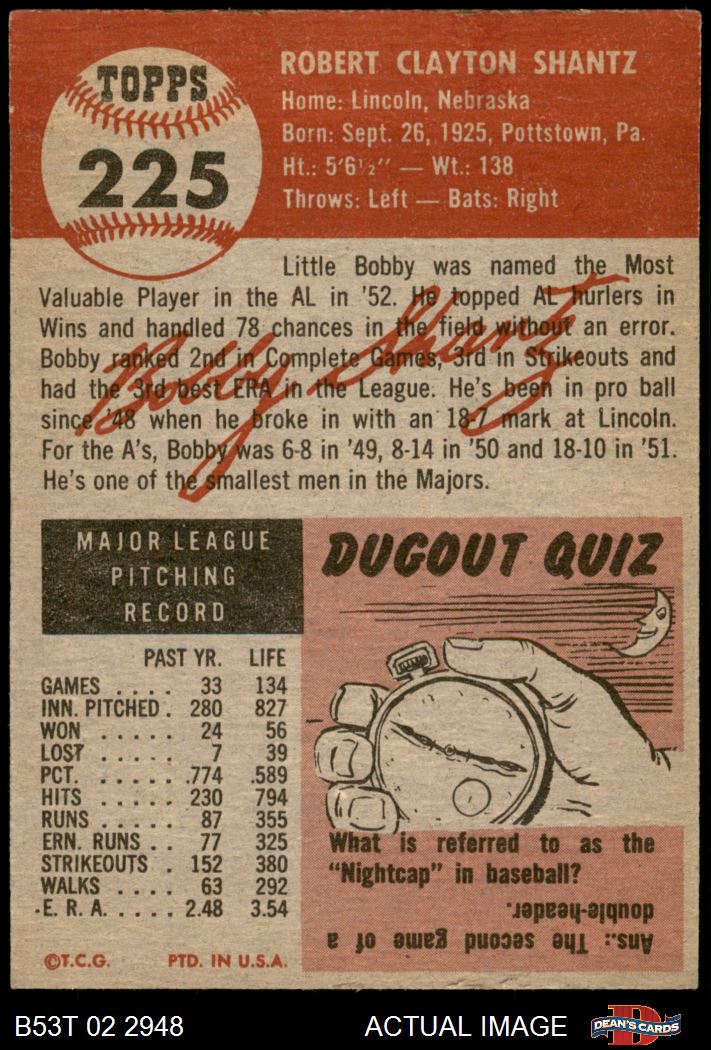 TOPPS
225
ROBERT CLAYTON SHANTZ
Home: Lincoln, Nebraska
Born: Sept. 26, 1925, Pottstown, Pa.
Ht.: 5'6½" — Wt.: 138
Throws: Left — Bats: Right
Little Bobby was named the Most
Valuable Player in the AL in '52. He topped AL hurlers in
Wins and handled 78 chances in the field without an error.
Bobby ranked 2nd in Complete Games, 3rd in Strikeouts and
had the 3rd best ERA in the League. He's been in pro ball
since '48 when he broke in with an 18-7 mark at Lincoln.
For the A's, Bobby was 6-8 in '49, 8-14 in '50 and 18-10 in '51.
He's one of the smallest men in the Majors.
Bobby Shantz
MAJOR LEAGUE
PITCHING
RECORD
PAST YR. LIFE
GAMES . . . . 33 134
INN. PITCHED . 280 827
WON . . . . . 24 56
LOST . . . . . 7 39
PCT. . . . . . .774 .589
HITS . . . . . 230 794
RUNS . . . . . 87 355
ERN. RUNS . . . 77 325
STRIKEOUTS . 152 380
WALKS . . . . 63 292
E. R. A. . . . . . 2.48 3.54
©T.C.G. PTD. IN U.S.A.
DUGOUT QUIZ
What is referred to as the
"Nightcap" in baseball?
Ans.: The second game of a
double-header.
B53T 02 2948 ACTUAL IMAGE
D
DEAN'S CARDS